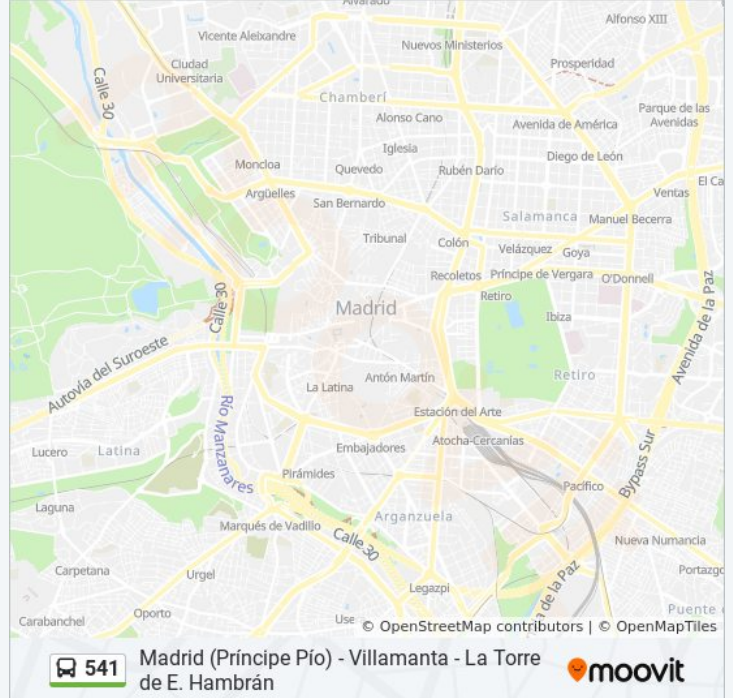 Alvarado
Alfonso XIII
Vicente Aleixandre
Nuevos Ministerios
Ciudad
Universitaria
Prosperidad
Calle 30
Chamberí
Parque de las
Avenidas
Alonso Cano
Avenida de América
Iglesia
Diego de León
Moncloa
Quevedo
Rubén Darío
El Ca
Argüelles
Ventas
San Bernardo
Salamanca
Manuel Becerra
Tribunal
Colón
Velázquez
Goya
Recoletos
Príncipe de Vergara
O'Donnell
Calle 30
Retiro
Madrid
Ibiza
Avenida de la Paz
Autovía del Suroeste
La Latina
Antón Martín
Retiro
Río Manzanares
Estación del Arte
Lucero
Latina
Embajadores
Atocha-Cercanías
Bypass Sur
Pirámides
Pacífico
Laguna
Marqués de Vadillo
Arganzuela
Calle 30
Nueva Numancia
Carpetana
Urgel
Legazpi
a de la Paz
Portazgo
Carabanchel
Oporto
Use
Puente
© OpenStreetMap contributors | © OpenMapTiles
541
Madrid (Príncipe Pío) - Villamanta - La Torre
de E. Hambrán
moovit